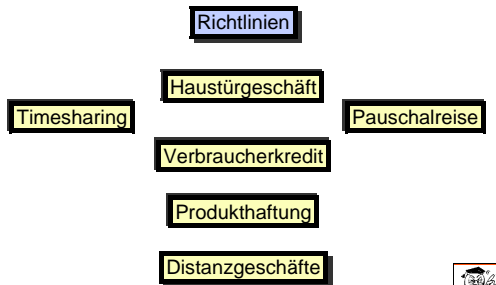 Richtlinien
Haustürgeschäft
Timesharing
Pauschalreise
Verbraucherkredit
Produkthaftung
Distanzgeschäfte